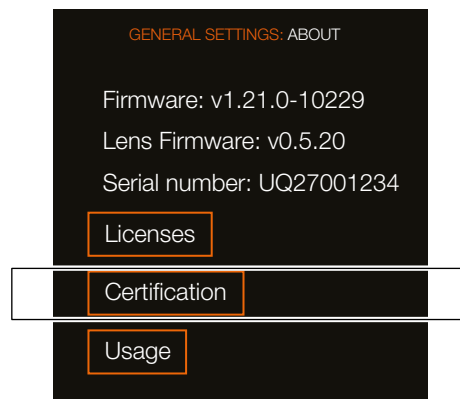 GENERAL SETTINGS: ABOUT
Firmware: v1.21.0-10229
Lens Firmware: v0.5.20
Serial number: UQ27001234
Licenses
Certification
Usage